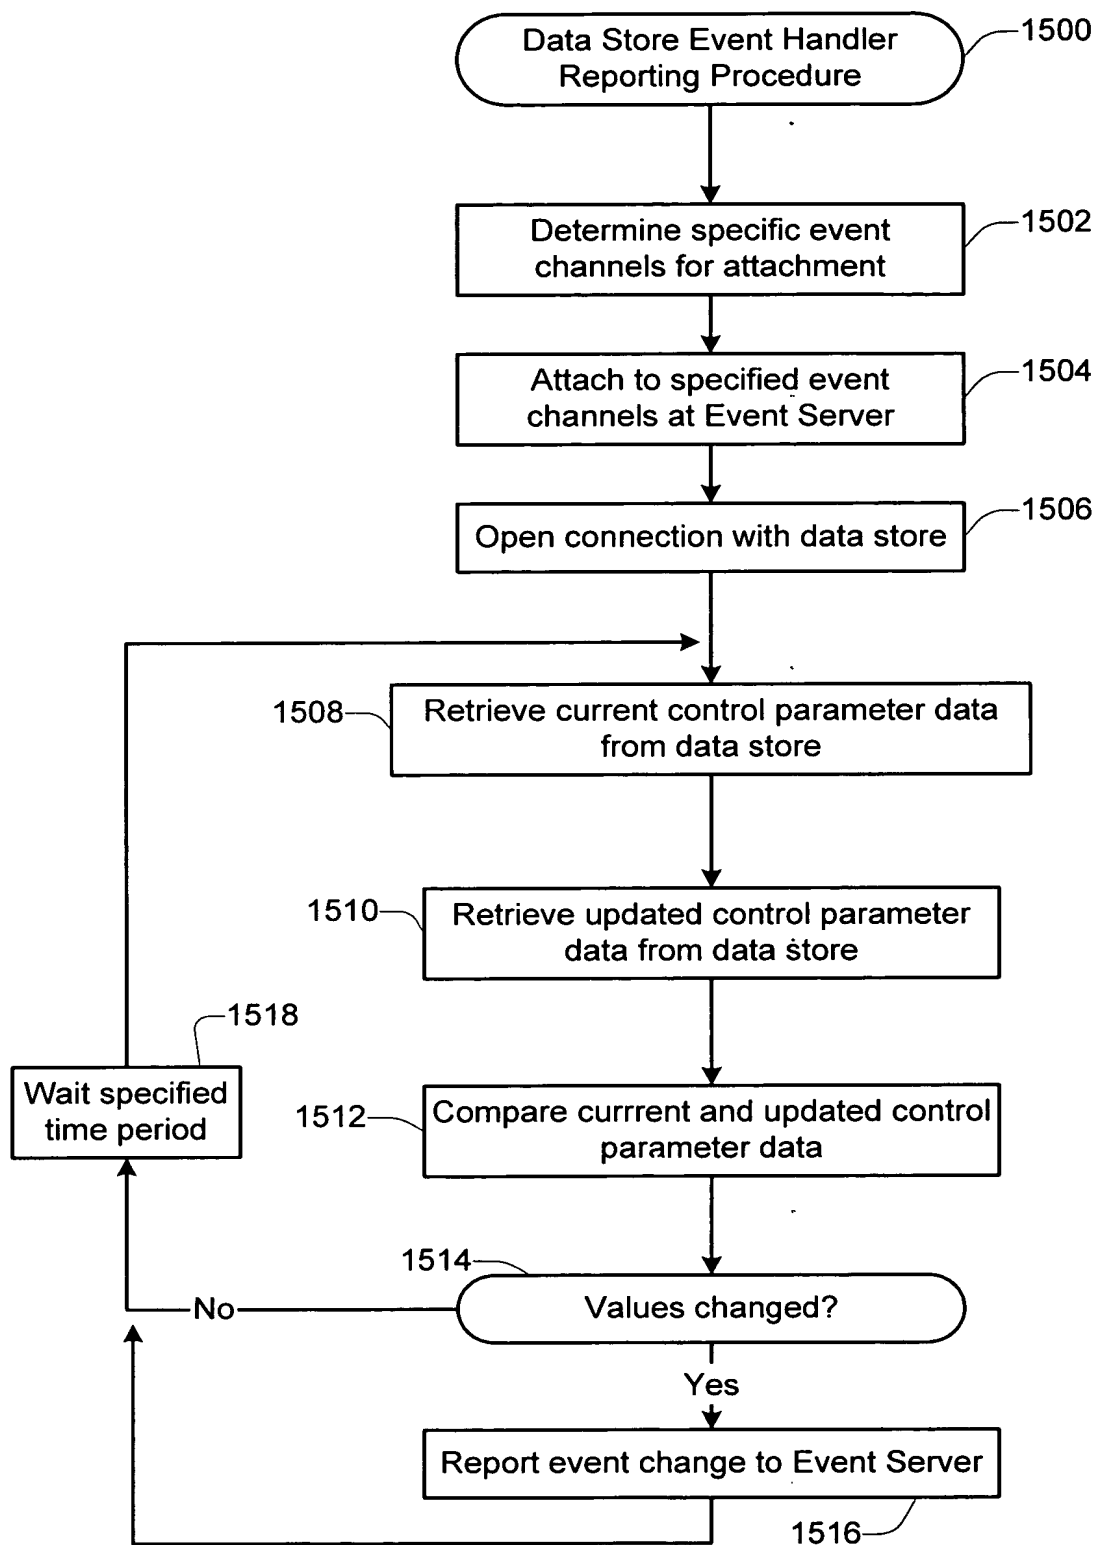 Data Store Event Handler
Reporting Procedure
1500
Determine specific event
channels for attachment
1502
Attach to specified event
channels at Event Server
1504
Open connection with data store
1506
1508
Retrieve current control parameter data
from data store
1510
Retrieve updated control parameter
data from data store
1518
Wait specified
time period
1512
Compare currrent and updated control
parameter data
1514
Values changed?
No
Yes
Report event change to Event Server
1516